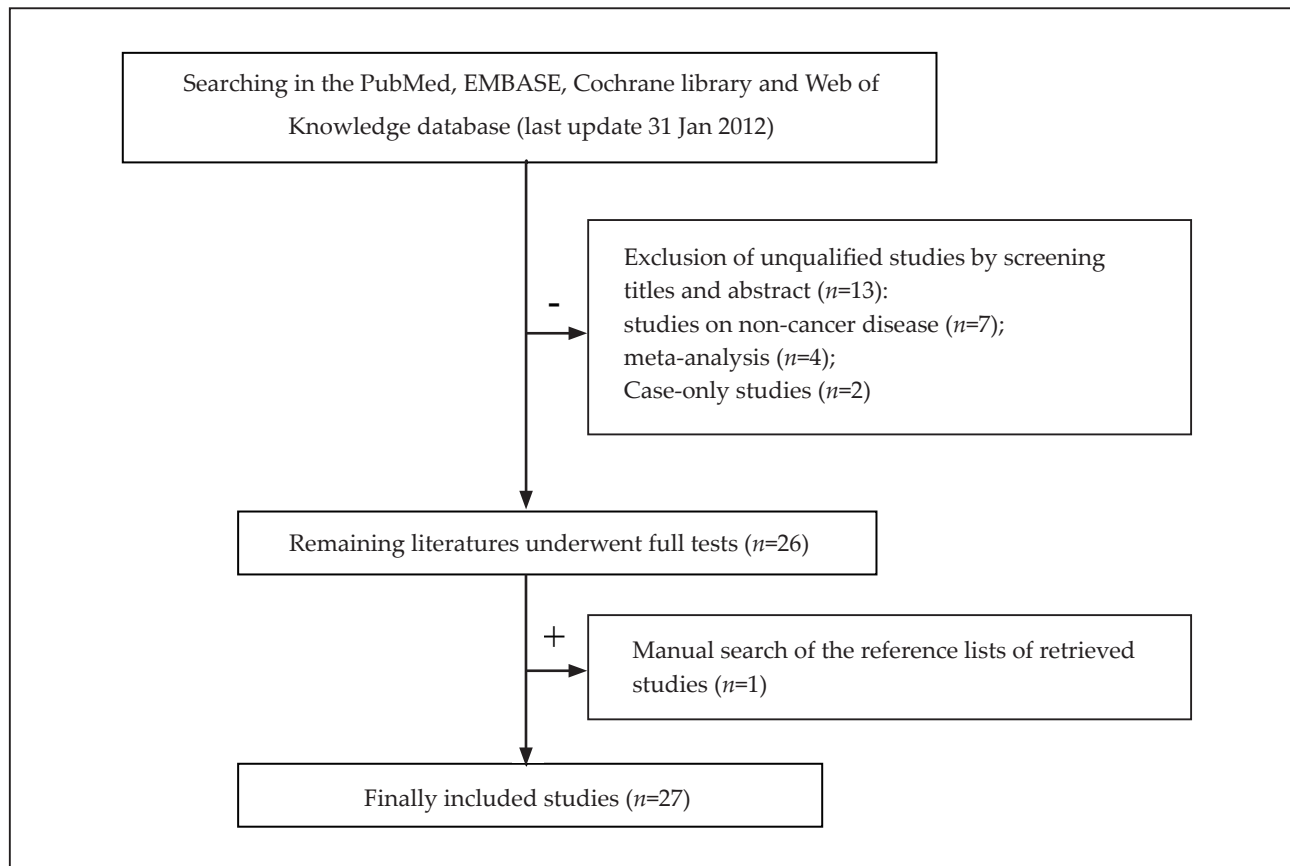 Searching in the PubMed, EMBASE, Cochrane library and Web of
Knowledge database (last update 31 Jan 2012)
-
Exclusion of unqualified studies by screening
titles and abstract (n=13):
studies on non-cancer disease (n=7);
meta-analysis (n=4);
Case-only studies (n=2)
Remaining literatures underwent full tests (n=26)
+
Manual search of the reference lists of retrieved
studies (n=1)
Finally included studies (n=27)